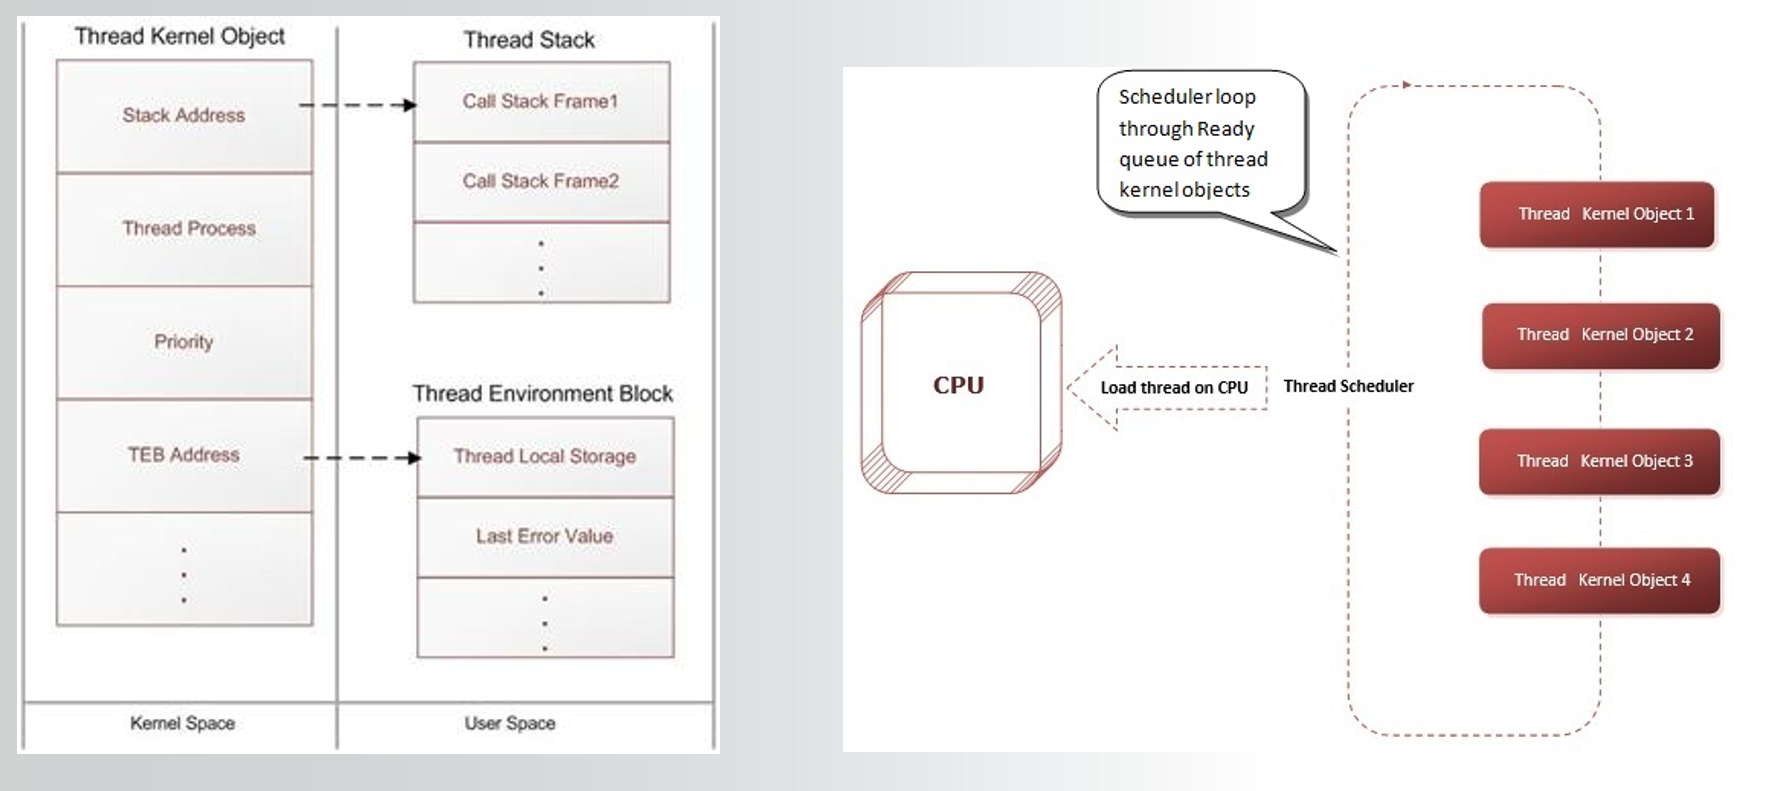 Thread Kernel Object
Stack Address
Thread Process
Priority
TEB Address
Thread Stack
Call Stack Frame1
Call Stack Frame2
Thread Environment Block
Thread Local Storage
Last Error Value
Kernel Space
User Space
Scheduler loop
through Ready
queue of thread
kernel objects
CPU
Load thread on CPU
Thread Scheduler
Thread Kernel Object 1
Thread Kernel Object 2
Thread Kernel Object 3
Thread Kernel Object 4